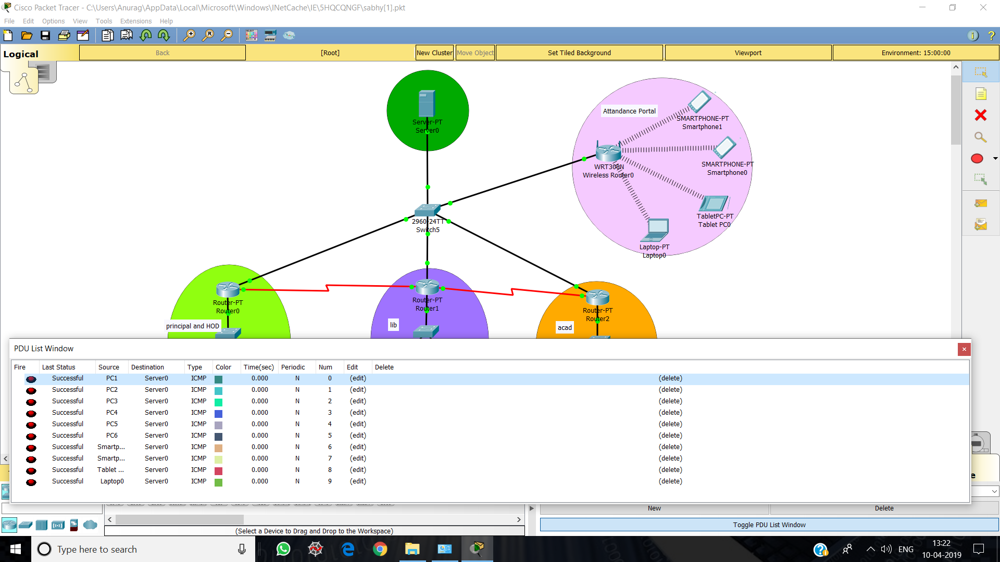 Cisco Packet Tracer - C:\Users\Anurag\AppData\Local\Microsoft\Windows\INetCache\IE\5HQCQNGF\sabhy[1].pkt
File Edit Options View Tools Extensions Help
Logical Back [Root] New Cluster Move Object Set Tiled Background Viewport Environment: 15:00:00
Server-PT
Server0
Attandance Portal
SMARTPHONE-PT
Smartphone1
SMARTPHONE-PT
Smartphone0
WRT300N
Wireless Router0
TabletPC-PT
Tablet PC0
Laptop-PT
Laptop0
2960-24TT
Switch5
Router-PT
Router0
principal and HOD
Router-PT
Router1
lib
Router-PT
Router2
acad
PDU List Window
Fire Last Status Source Destination Type Color Time(sec) Periodic Num Edit Delete
Successful PC1 Server0 ICMP 0.000 N 0 (edit) (delete)
Successful PC2 Server0 ICMP 0.000 N 1 (edit) (delete)
Successful PC3 Server0 ICMP 0.000 N 2 (edit) (delete)
Successful PC4 Server0 ICMP 0.000 N 3 (edit) (delete)
Successful PC5 Server0 ICMP 0.000 N 4 (edit) (delete)
Successful PC6 Server0 ICMP 0.000 N 5 (edit) (delete)
Successful Smartp... Server0 ICMP 0.000 N 6 (edit) (delete)
Successful Smartp... Server0 ICMP 0.000 N 7 (edit) (delete)
Successful Tablet ... Server0 ICMP 0.000 N 8 (edit) (delete)
Successful Laptop0 Server0 ICMP 0.000 N 9 (edit) (delete)
New Delete
Toggle PDU List Window
(Select a Device to Drag and Drop to the Workspace)
Type here to search
ENG
13:22
10-04-2019